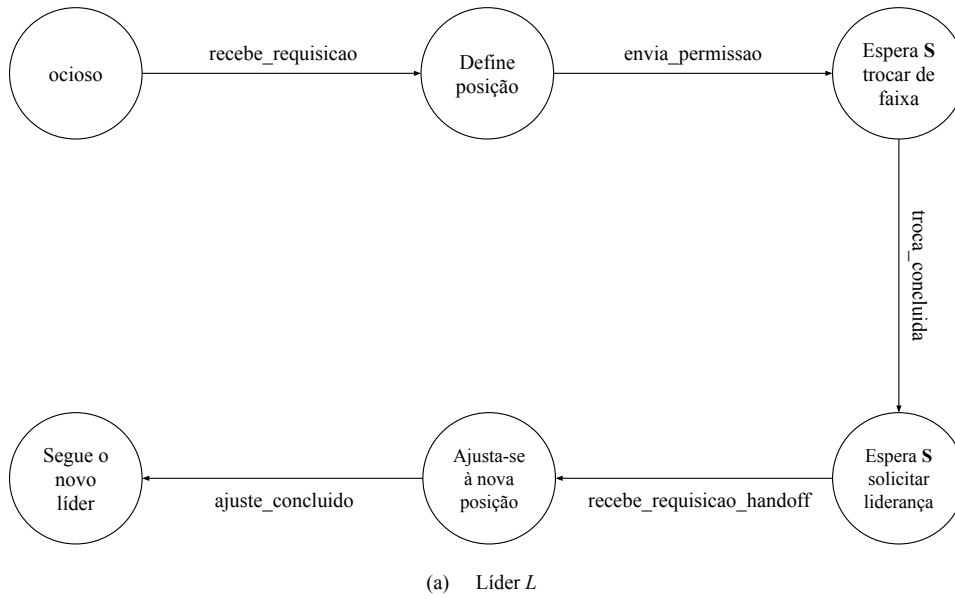 ocioso
recebe_requisicao
Define
posição
envia_permissao
Espera S
trocar de
faixa
troca_concluida
Espera S
solicitar
liderança
recebe_requisicao_handoff
Ajusta-se
à nova
posição
ajuste_concluido
Segue o
novo
líder
(a) Líder L